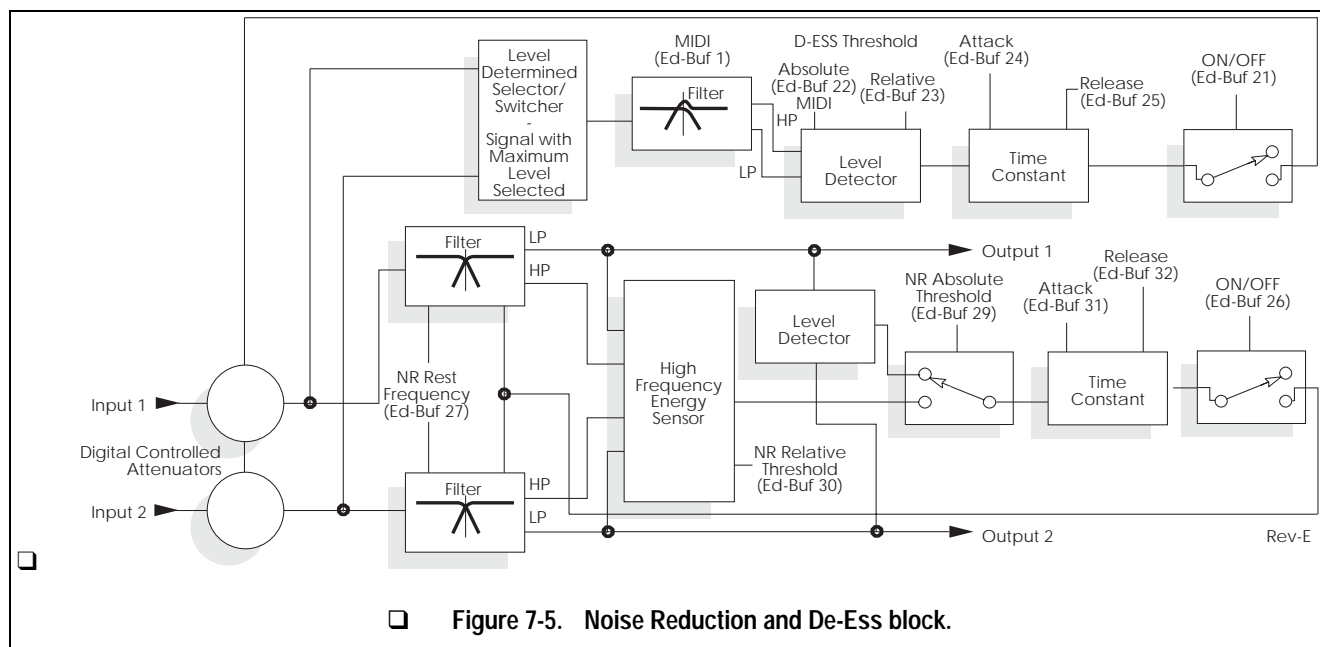 Level
Determined
Selector/
Switcher
-
Signal with
Maximum
Level
Selected
MIDI
(Ed-Buf 1)
Filter
HP
LP
D-ESS Threshold
Absolute
(Ed-Buf 22)
MIDI
Relative
(Ed-Buf 23)
Level
Detector
Attack
(Ed-Buf 24)
Release
(Ed-Buf 25)
Time
Constant
ON/OFF
(Ed-Buf 21)
Filter
LP
HP
Output 1
NR Rest
Frequency
(Ed-Buf 27)
High
Frequency
Energy
Sensor
Level
Detector
NR Absolute
Threshold
(Ed-Buf 29)
Attack
(Ed-Buf 31)
Release
(Ed-Buf 32)
Time
Constant
ON/OFF
(Ed-Buf 26)
Input 1
Digital Controlled
Attenuators
Input 2
Filter
HP
LP
NR Relative
Threshold
(Ed-Buf 30)
Output 2
Rev-E
❑
❑ Figure 7-5. Noise Reduction and De-Ess block.